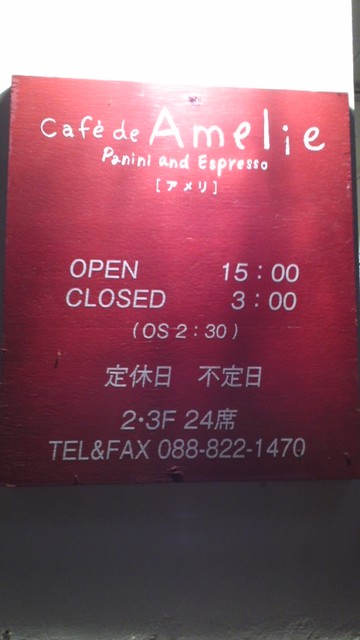 Cafè de Amelie
Panini and Espresso
[アメリ]
OPEN 15：00
CLOSED 3：00
(OS 2：30)
定休日 不定日
2・3F 24席
TEL&FAX 088-822-1470